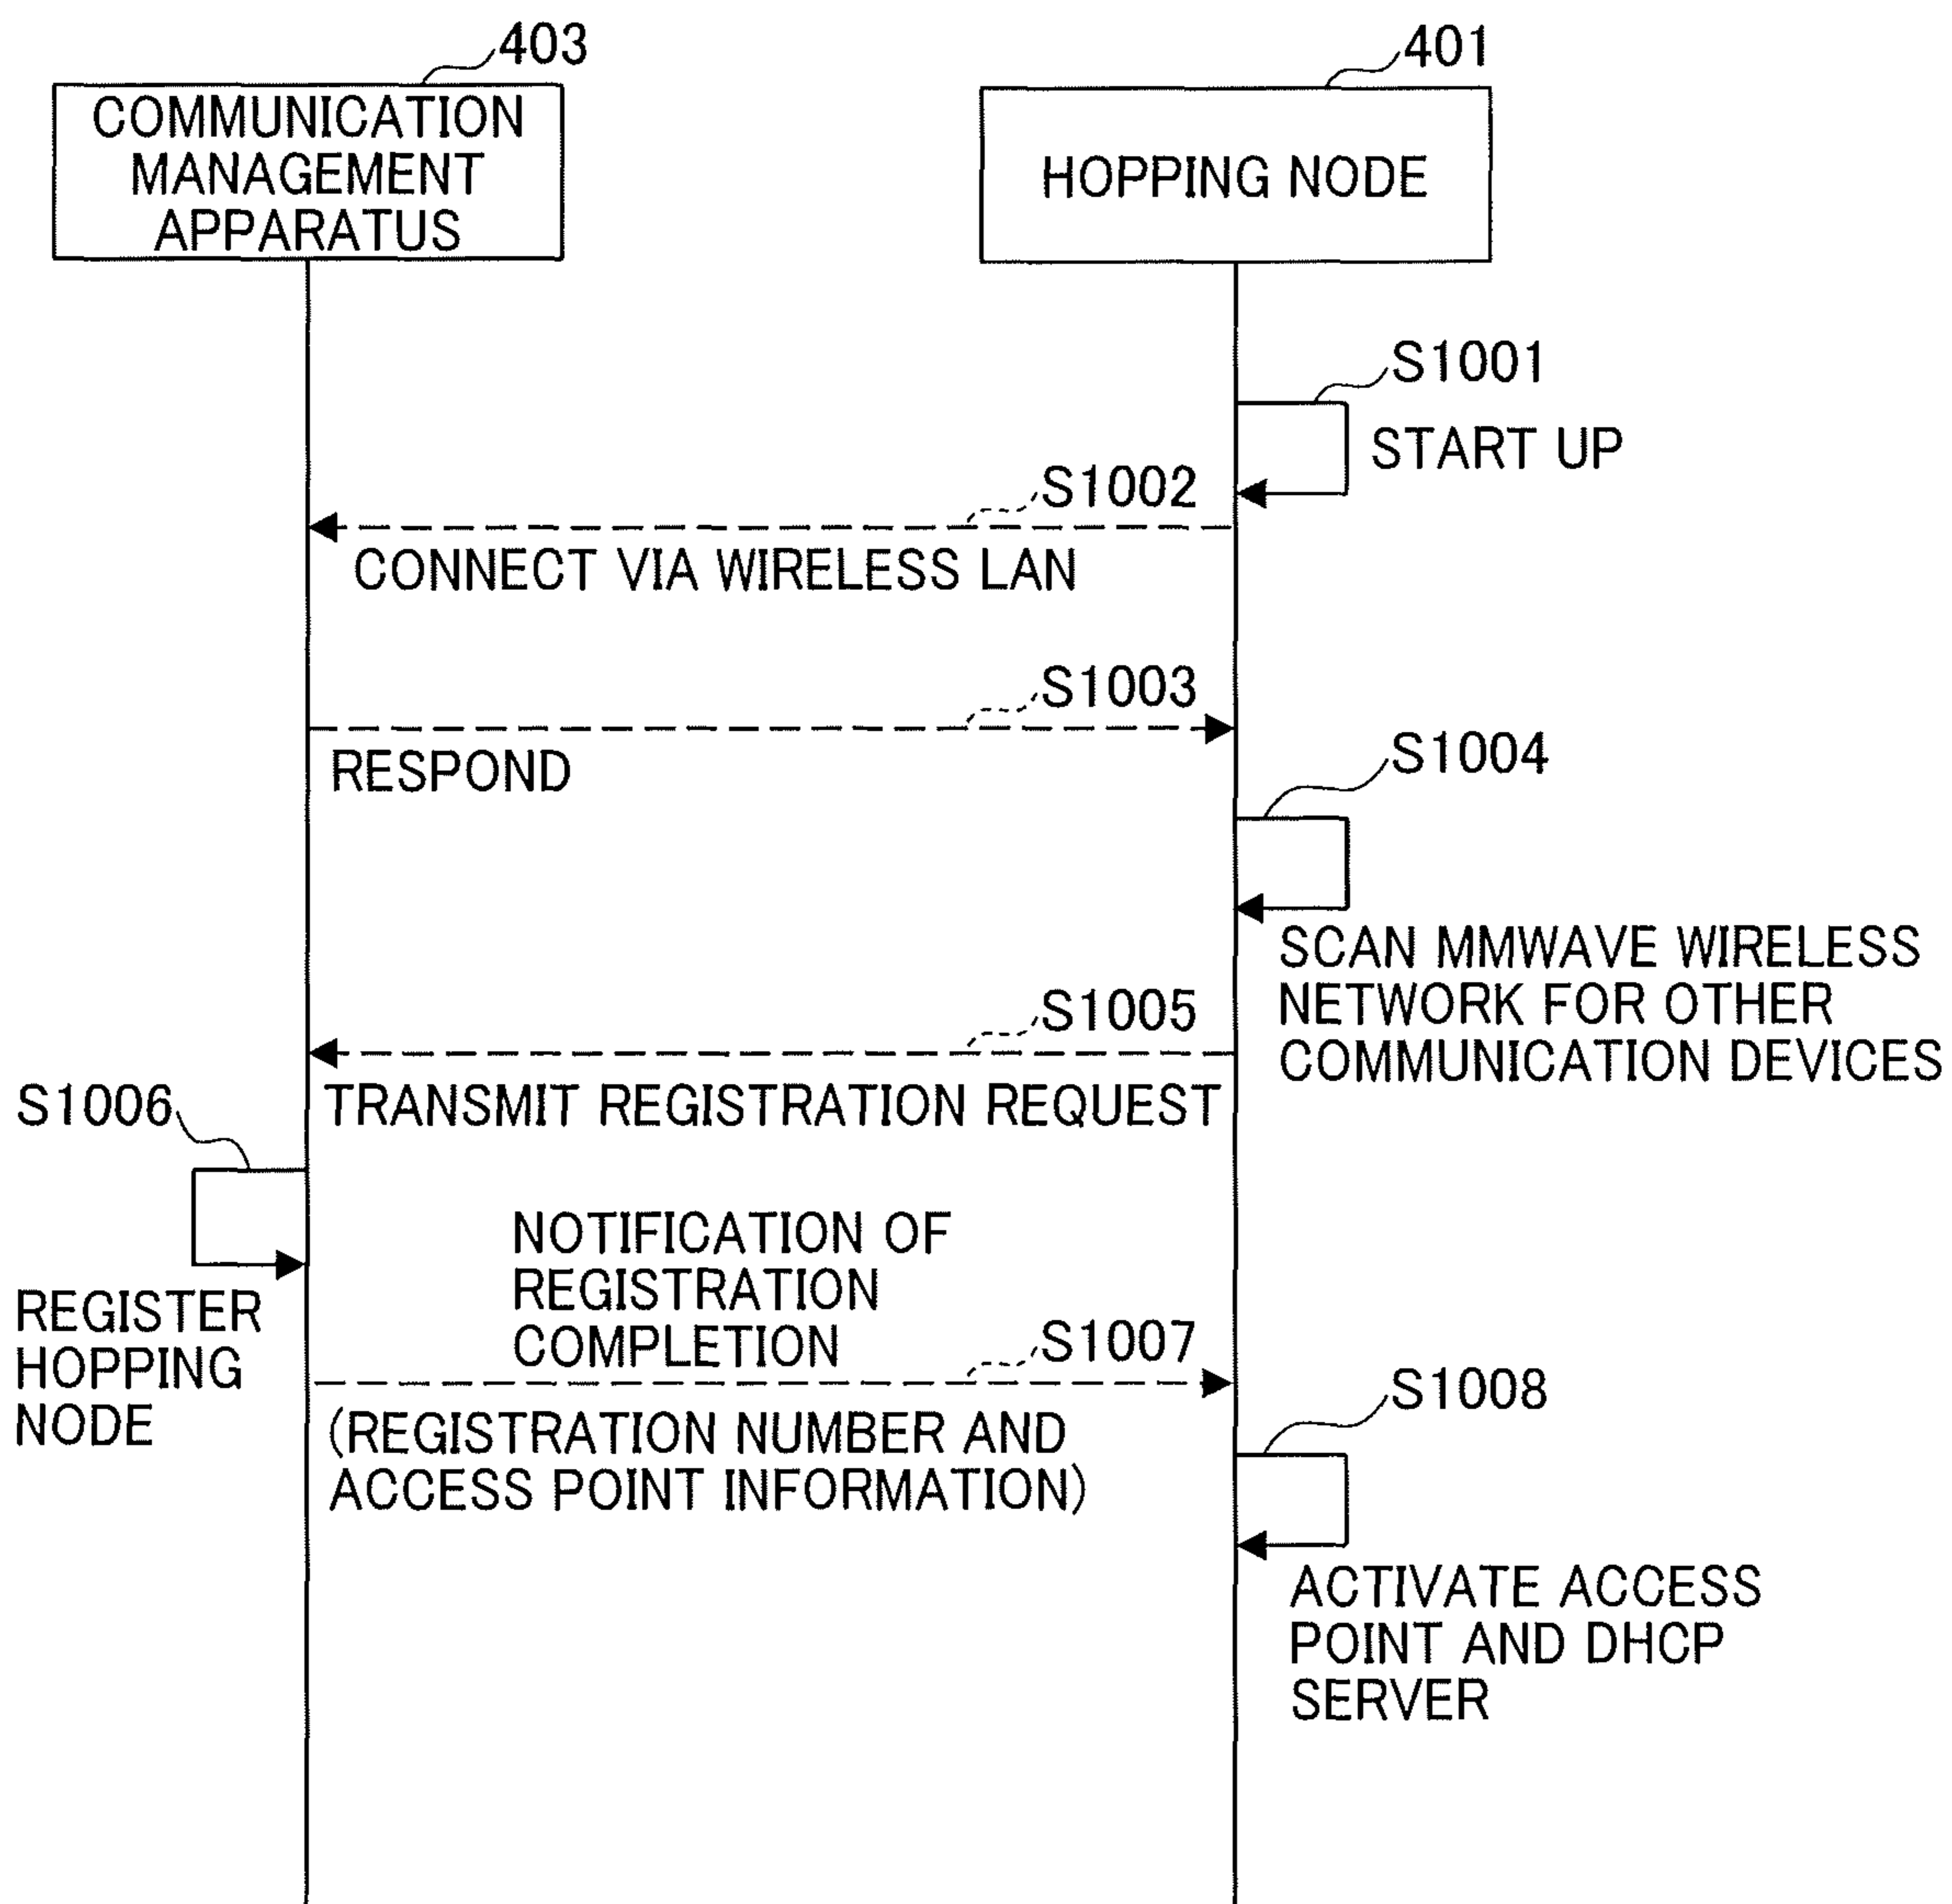 403
COMMUNICATION
MANAGEMENT
APPARATUS
401
HOPPING NODE
S1001
START UP
S1002
CONNECT VIA WIRELESS LAN
S1003
RESPOND
S1004
SCAN MMWAVE WIRELESS
NETWORK FOR OTHER
COMMUNICATION DEVICES
S1005
TRANSMIT REGISTRATION REQUEST
S1006
REGISTER
HOPPING
NODE
NOTIFICATION OF
REGISTRATION
COMPLETION
S1007
(REGISTRATION NUMBER AND
ACCESS POINT INFORMATION)
S1008
ACTIVATE ACCESS
POINT AND DHCP
SERVER